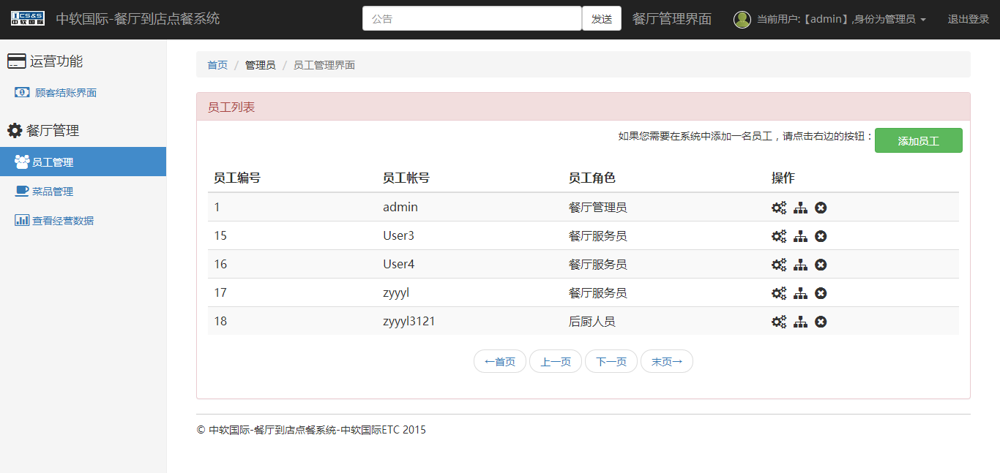 CS&S
中软国际
中软国际-餐厅到店点餐系统
公告
发送
餐厅管理界面
当前用户:【admin】,身份为管理员
退出登录
运营功能
顾客结账界面
餐厅管理
员工管理
菜品管理
查看经营数据
首页 / 管理员 / 员工管理界面
员工列表
如果您需要在系统中添加一名员工，请点击右边的按钮：
添加员工
员工编号 员工帐号 员工角色 操作
1 admin 餐厅管理员
15 User3 餐厅服务员
16 User4 餐厅服务员
17 zyyyl 餐厅服务员
18 zyyyl3121 后厨人员
←首页 上一页 下一页 末页→
© 中软国际-餐厅到店点餐系统-中软国际ETC 2015